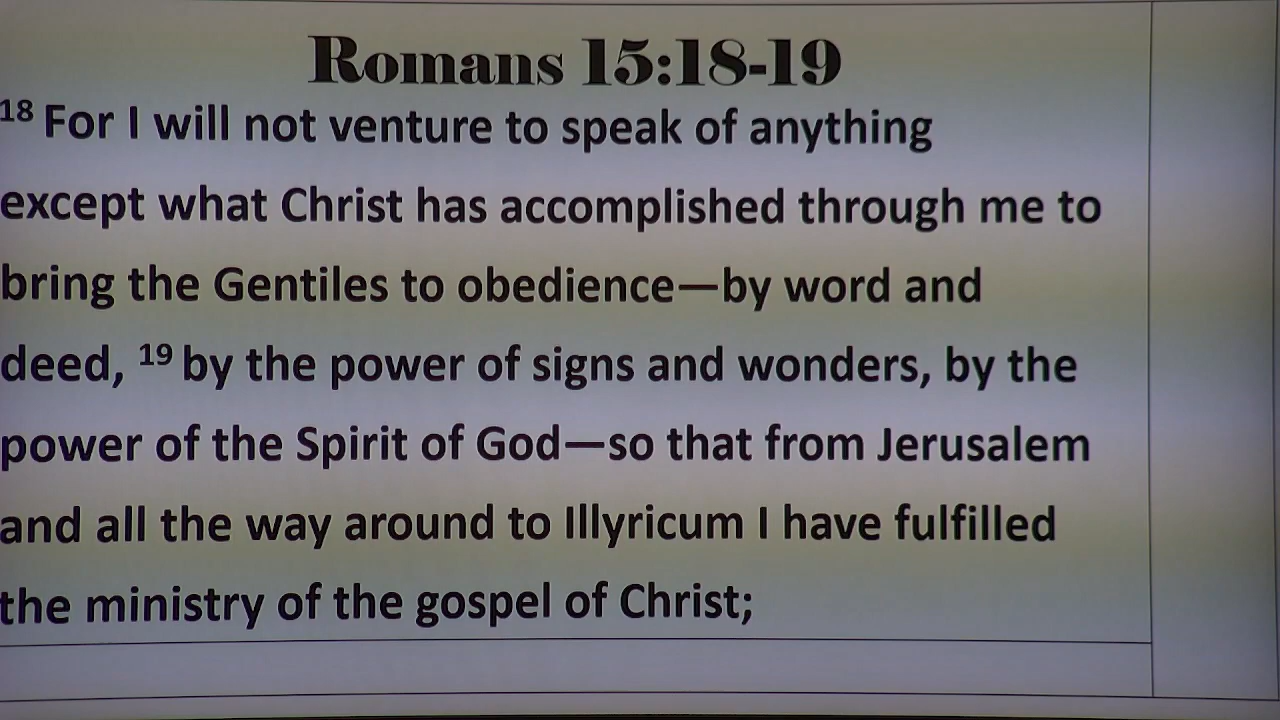 Romans 15:18-19
18 For I will not venture to speak of anything
except what Christ has accomplished through me to
bring the Gentiles to obedience—by word and
deed, 19 by the power of signs and wonders, by the
power of the Spirit of God—so that from Jerusalem
and all the way around to Illyricum I have fulfilled
the ministry of the gospel of Christ;